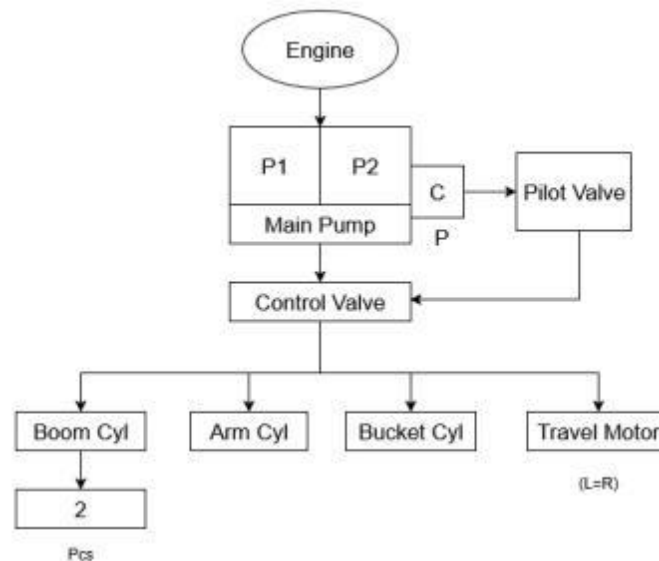 Engine
P1
P2
C
Pilot Valve
Main Pump
P
Control Valve
Boom Cyl
Arm Cyl
Bucket Cyl
Travel Motor
(L=R)
2
Pcs